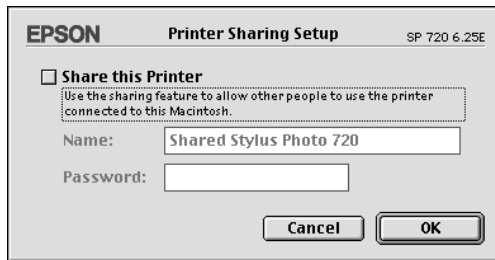 EPSON Printer Sharing Setup SP 720 6.25E
Share this Printer
Use the sharing feature to allow other people to use the printer
connected to this Macintosh.
Name: Shared Stylus Photo 720
Password:
Cancel OK